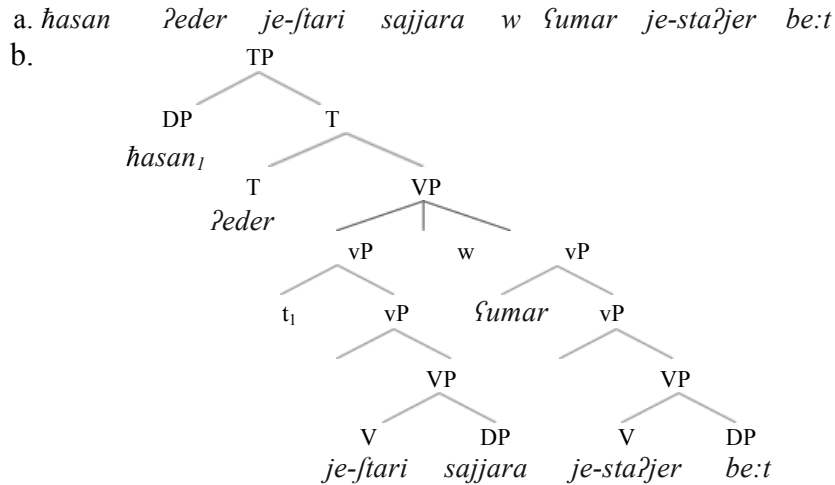 a. ħasan ʔeder je-ʃtari sajjara w ʕumar je-staʔjer be:t
b.
TP
DP T
ħasan₁
T VP
ʔeder
vP w vP
t₁ vP ʕumar vP
VP VP
V DP V DP
je-ʃtari sajjara je-staʔjer be:t